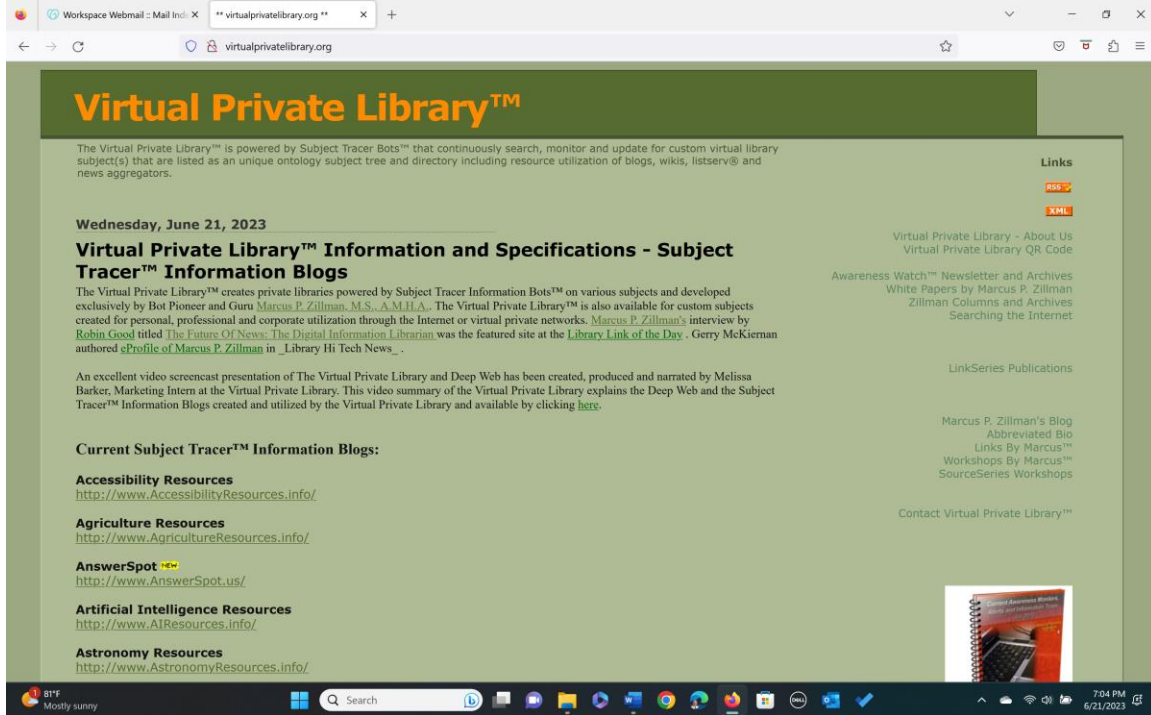 Workspace Webmail :: Mail Inde
** virtualprivatelibrary.org **
virtualprivatelibrary.org
Virtual Private Library™
The Virtual Private Library™ is powered by Subject Tracer Bots™ that continuously search, monitor and update for custom virtual library
subject(s) that are listed as an unique ontology subject tree and directory including resource utilization of blogs, wikis, listserv® and
news aggregators.
Wednesday, June 21, 2023
Virtual Private Library™ Information and Specifications - Subject
Tracer™ Information Blogs
The Virtual Private Library™ creates private libraries powered by Subject Tracer Information Bots™ on various subjects and developed
exclusively by Bot Pioneer and Guru Marcus P. Zillman, M.S., A.M.H.A.. The Virtual Private Library™ is also available for custom subjects
created for personal, professional and corporate utilization through the Internet or virtual private networks. Marcus P. Zillman's interview by
Robin Good titled The Future Of News: The Digital Information Librarian was the featured site at the Library Link of the Day . Gerry McKiernan
authored eProfile of Marcus P. Zillman in _Library Hi Tech News_ .
An excellent video screencast presentation of The Virtual Private Library and Deep Web has been created, produced and narrated by Melissa
Barker, Marketing Intern at the Virtual Private Library. This video summary of the Virtual Private Library explains the Deep Web and the Subject
Tracer™ Information Blogs created and utilized by the Virtual Private Library and available by clicking here.
Current Subject Tracer™ Information Blogs:
Accessibility Resources
http://www.AccessibilityResources.info/
Agriculture Resources
http://www.AgricultureResources.info/
AnswerSpot NEW
http://www.AnswerSpot.us/
Artificial Intelligence Resources
http://www.AIResources.info/
Astronomy Resources
http://www.AstronomyResources.info/
Links
RSS
XML
Virtual Private Library - About Us
Virtual Private Library QR Code
Awareness Watch™ Newsletter and Archives
White Papers by Marcus P. Zillman
Zillman Columns and Archives
Searching the Internet
LinkSeries Publications
Marcus P. Zillman's Blog
Abbreviated Bio
Links By Marcus™
Workshops By Marcus™
SourceSeries Workshops
Contact Virtual Private Library™
1
81°F
Mostly sunny
Search
DELL
7:04 PM
6/21/2023